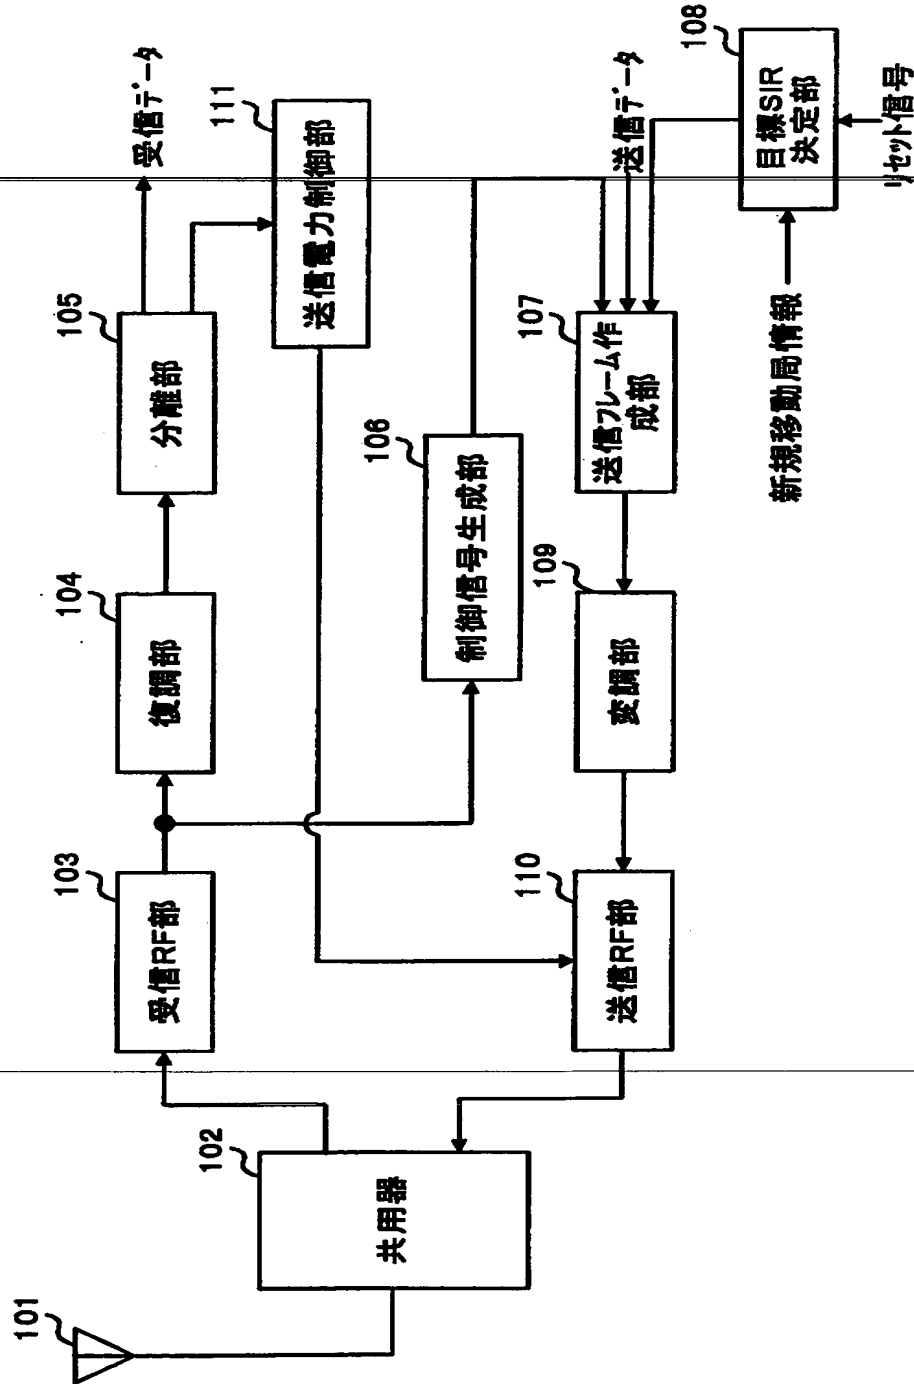 101
102
共用器
103
受信RF部
104
復調部
105
分離部
受信データ
111
送信電力制御部
106
制御信号生成部
110
送信RF部
109
変調部
107
送信フレーム作
成部
送信データ
108
目標SIR
決定部
新規移動局情報
リセット信号